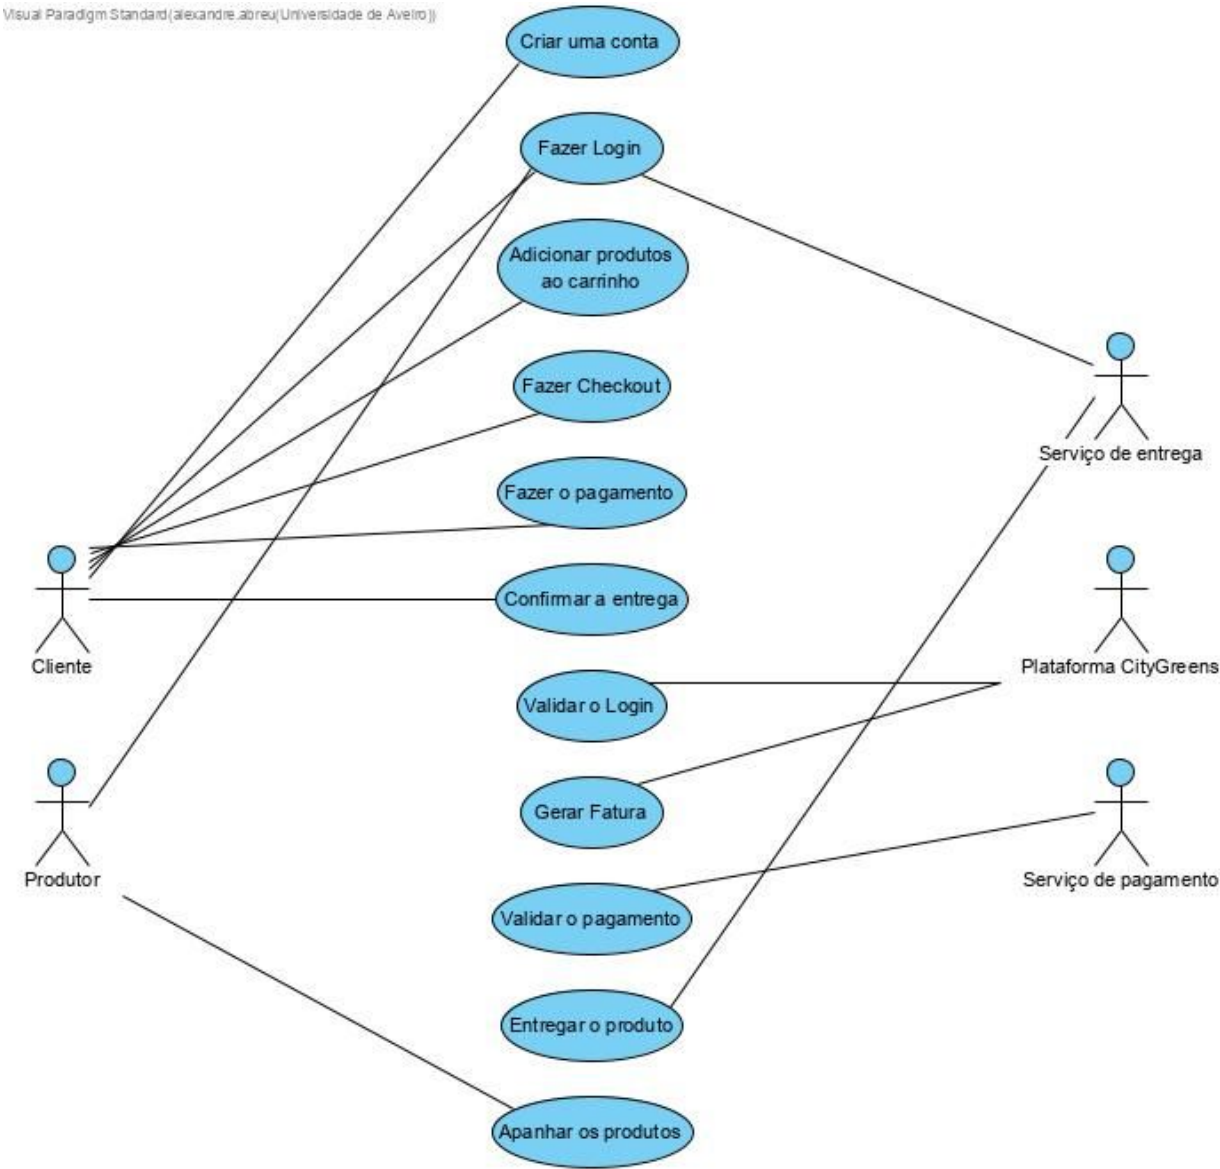 Visual Paradigm Standard(alexandre.abreu(Universidade de Aveiro))
Criar uma conta
Fazer Login
Adicionar produtos
ao carrinho
Fazer Checkout
Serviço de entrega
Fazer o pagamento
Confirmar a entrega
Cliente
Plataforma CityGreens
Validar o Login
Gerar Fatura
Produtor
Serviço de pagamento
Validar o pagamento
Entregar o produto
Apanhar os produtos